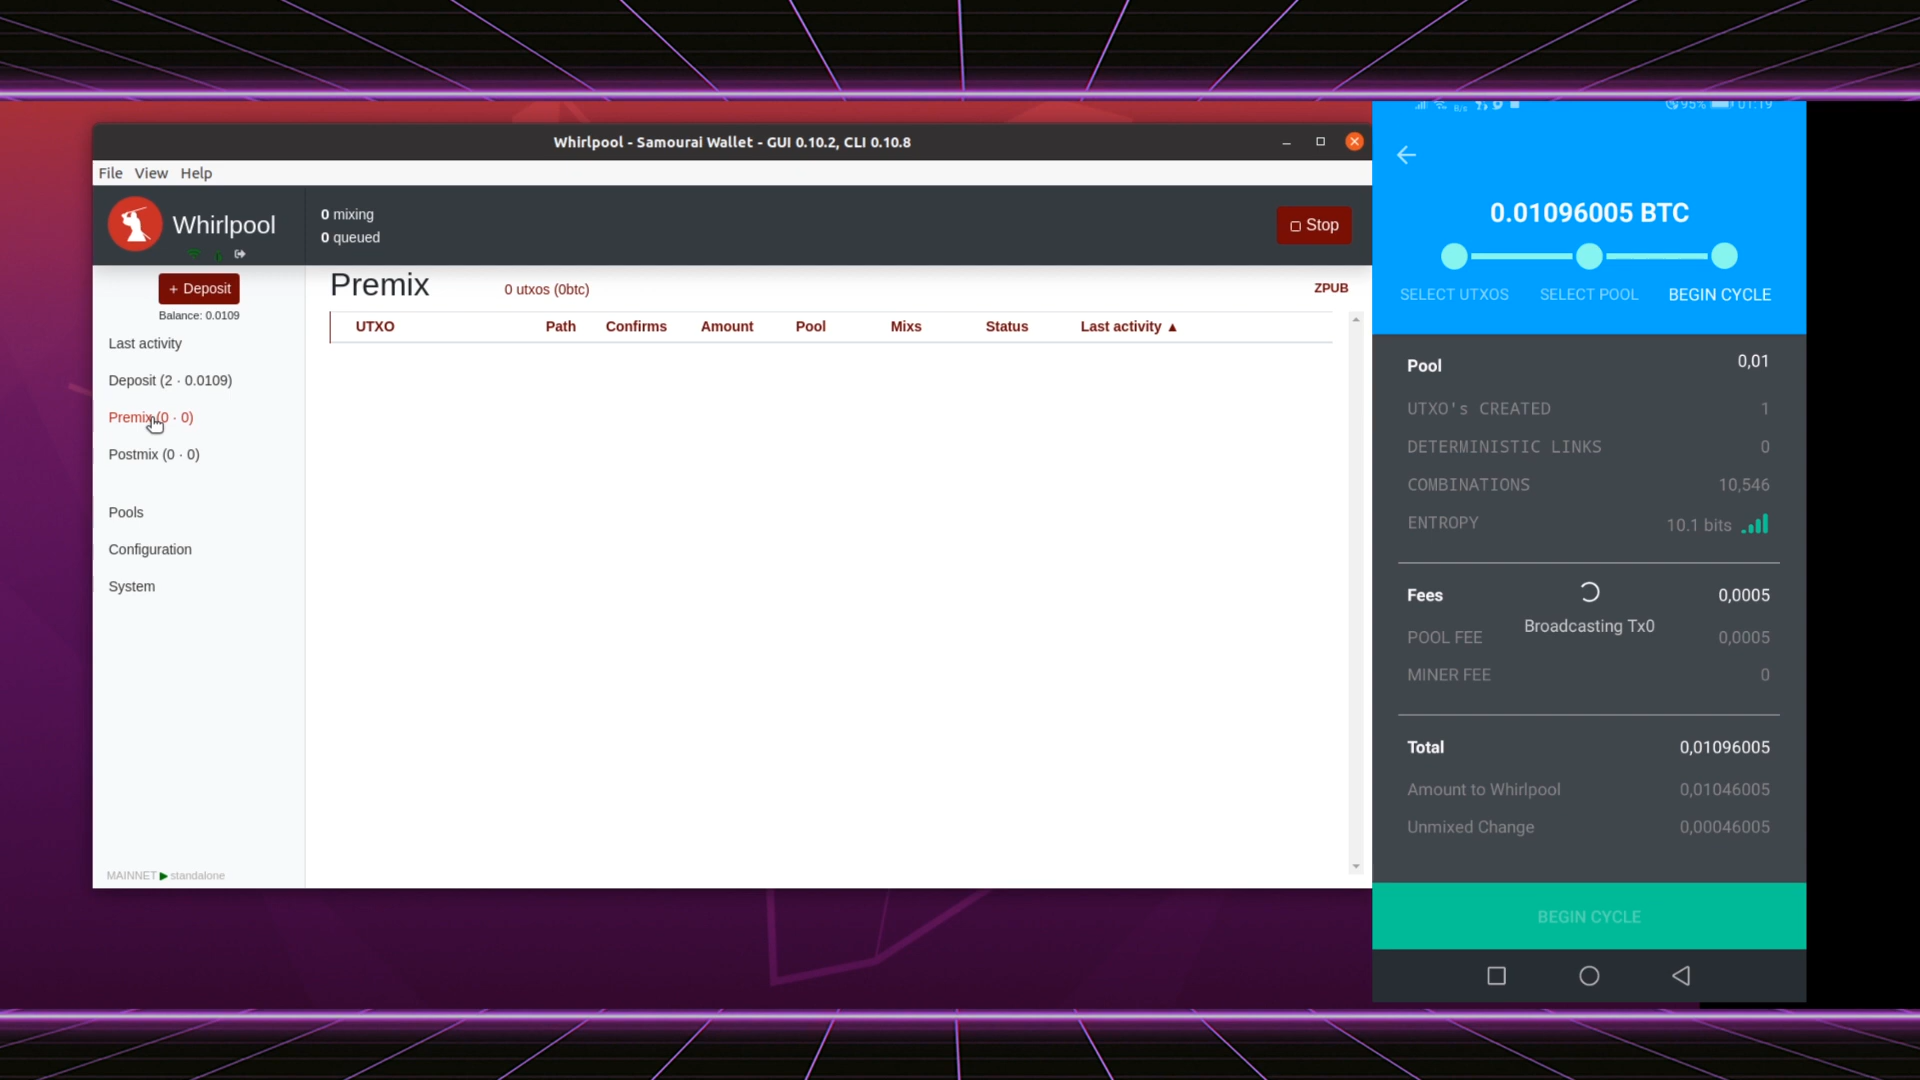 Whirlpool - Samourai Wallet - GUI 0.10.2, CLI 0.10.8
File View Help
Whirlpool
0 mixing
0 queued
Stop
+ Deposit
Balance: 0.0109
Last activity
Deposit (2 · 0.0109)
Premix (0 · 0)
Postmix (0 · 0)
Pools
Configuration
System
MAINNET standalone
Premix 0 utxos (0btc) ZPUB
UTXO Path Confirms Amount Pool Mixs Status Last activity ▲
B/s 95% 01:19
0.01096005 BTC
SELECT UTXOS SELECT POOL BEGIN CYCLE
Pool 0,01
UTXO's CREATED 1
DETERMINISTIC LINKS 0
COMBINATIONS 10,546
ENTROPY 10.1 bits
Fees 0,0005
Broadcasting Tx0
POOL FEE 0,0005
MINER FEE 0
Total 0,01096005
Amount to Whirlpool 0,01046005
Unmixed Change 0,00046005
BEGIN CYCLE